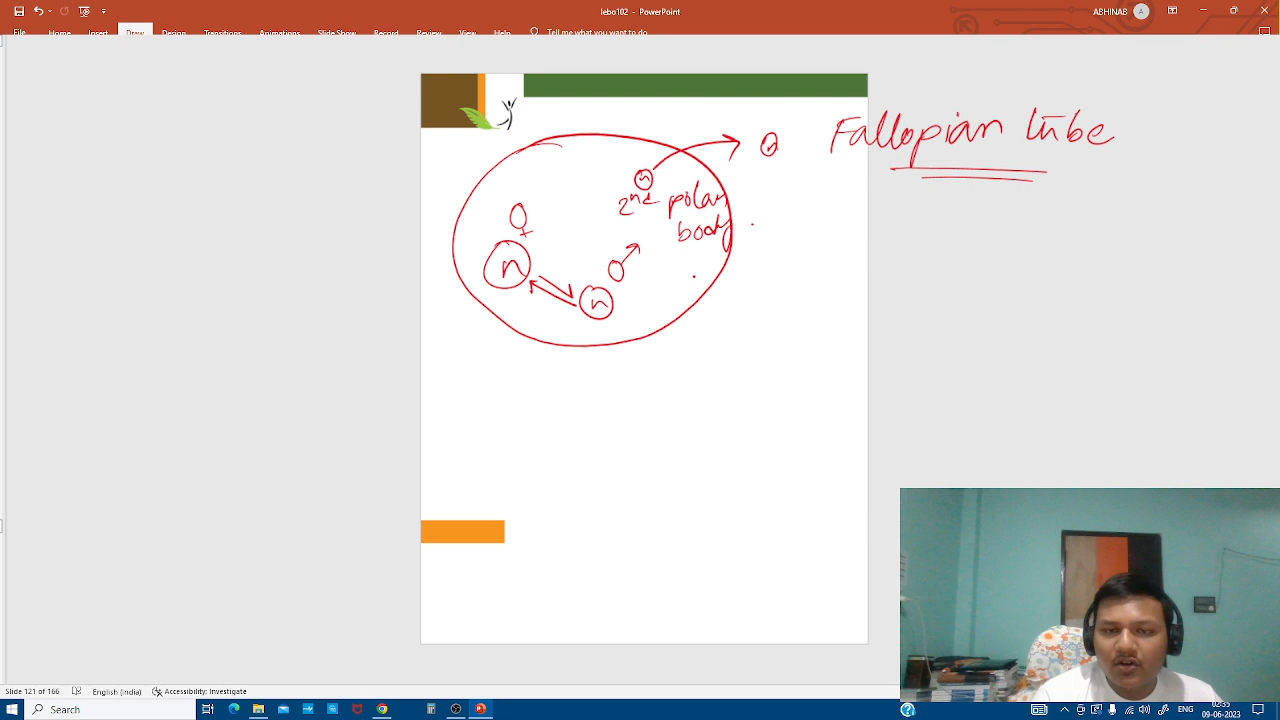 lebo102 - PowerPoint
ABHINAB
A
File Home Insert Draw Design Transitions Animations Slide Show Record Review View Help Tell me what you want to do
Fallopian tube
n
n
2nd polar
body
♀
n
♂
n
Slide 121 of 166 English (India) Accessibility: Investigate
Search
ENG
02:55
09-06-2023